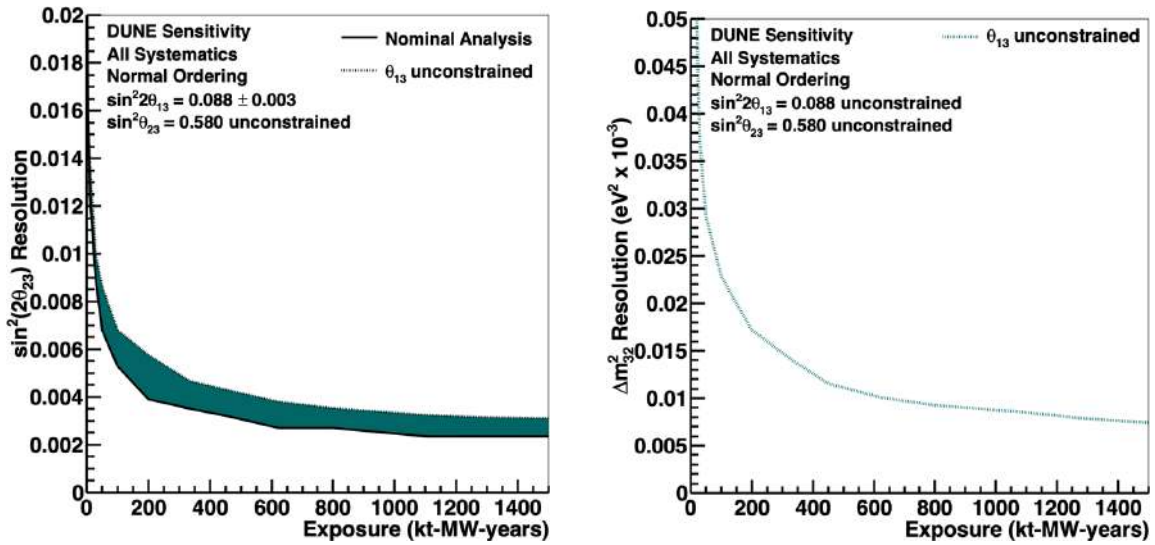 0.02
0.018
0.016
0.014
0.012
0.01
0.008
0.006
0.004
0.002
0
sin²(2θ₂₃) Resolution
DUNE Sensitivity
All Systematics
Normal Ordering
sin²2θ₁₃ = 0.088 ± 0.003
sin²θ₂₃ = 0.580 unconstrained
Nominal Analysis
θ₁₃ unconstrained
0 200 400 600 800 1000 1200 1400
Exposure (kt-MW-years)
0.05
0.045
0.04
0.035
0.03
0.025
0.02
0.015
0.01
0.005
0
Δm²₃₂ Resolution (eV² x 10⁻³)
DUNE Sensitivity
All Systematics
Normal Ordering
sin²2θ₁₃ = 0.088 unconstrained
sin²θ₂₃ = 0.580 unconstrained
θ₁₃ unconstrained
0 200 400 600 800 1000 1200 1400
Exposure (kt-MW-years)